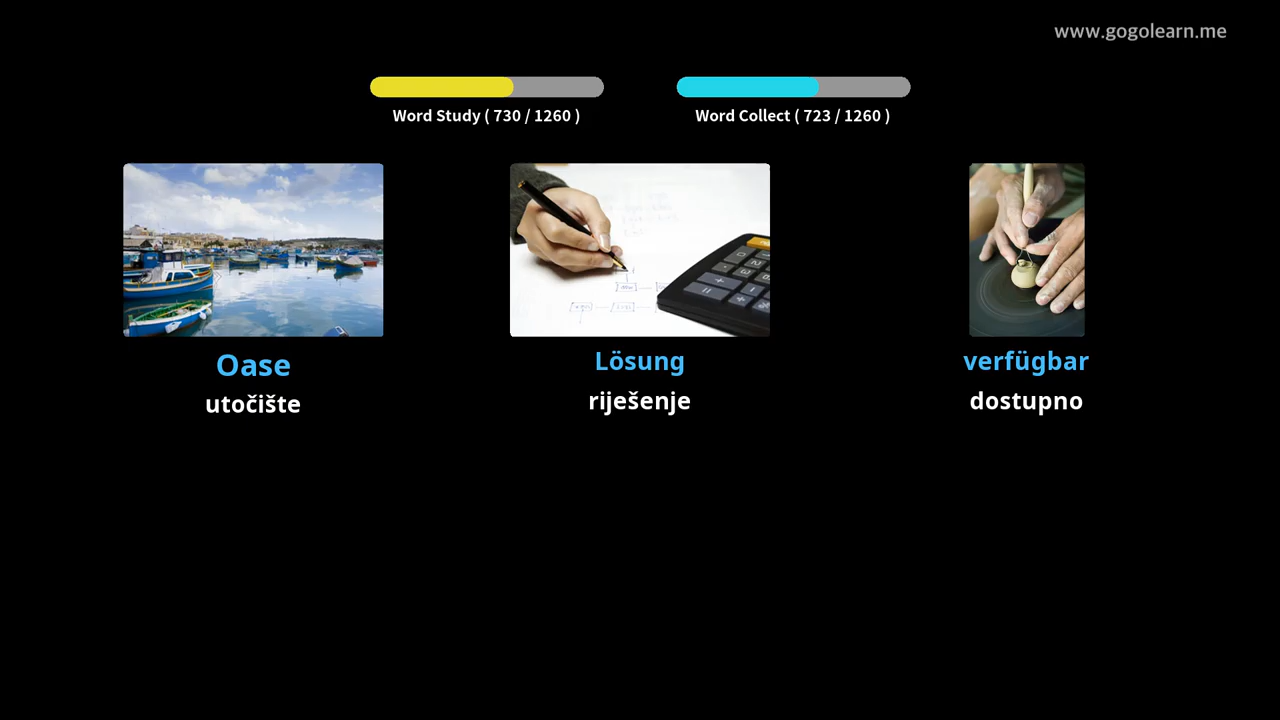 www.gogolearn.me
Word Study ( 730 / 1260 )
Word Collect ( 723 / 1260 )
Oase
utočište
Lösung
riješenje
verfügbar
dostupno